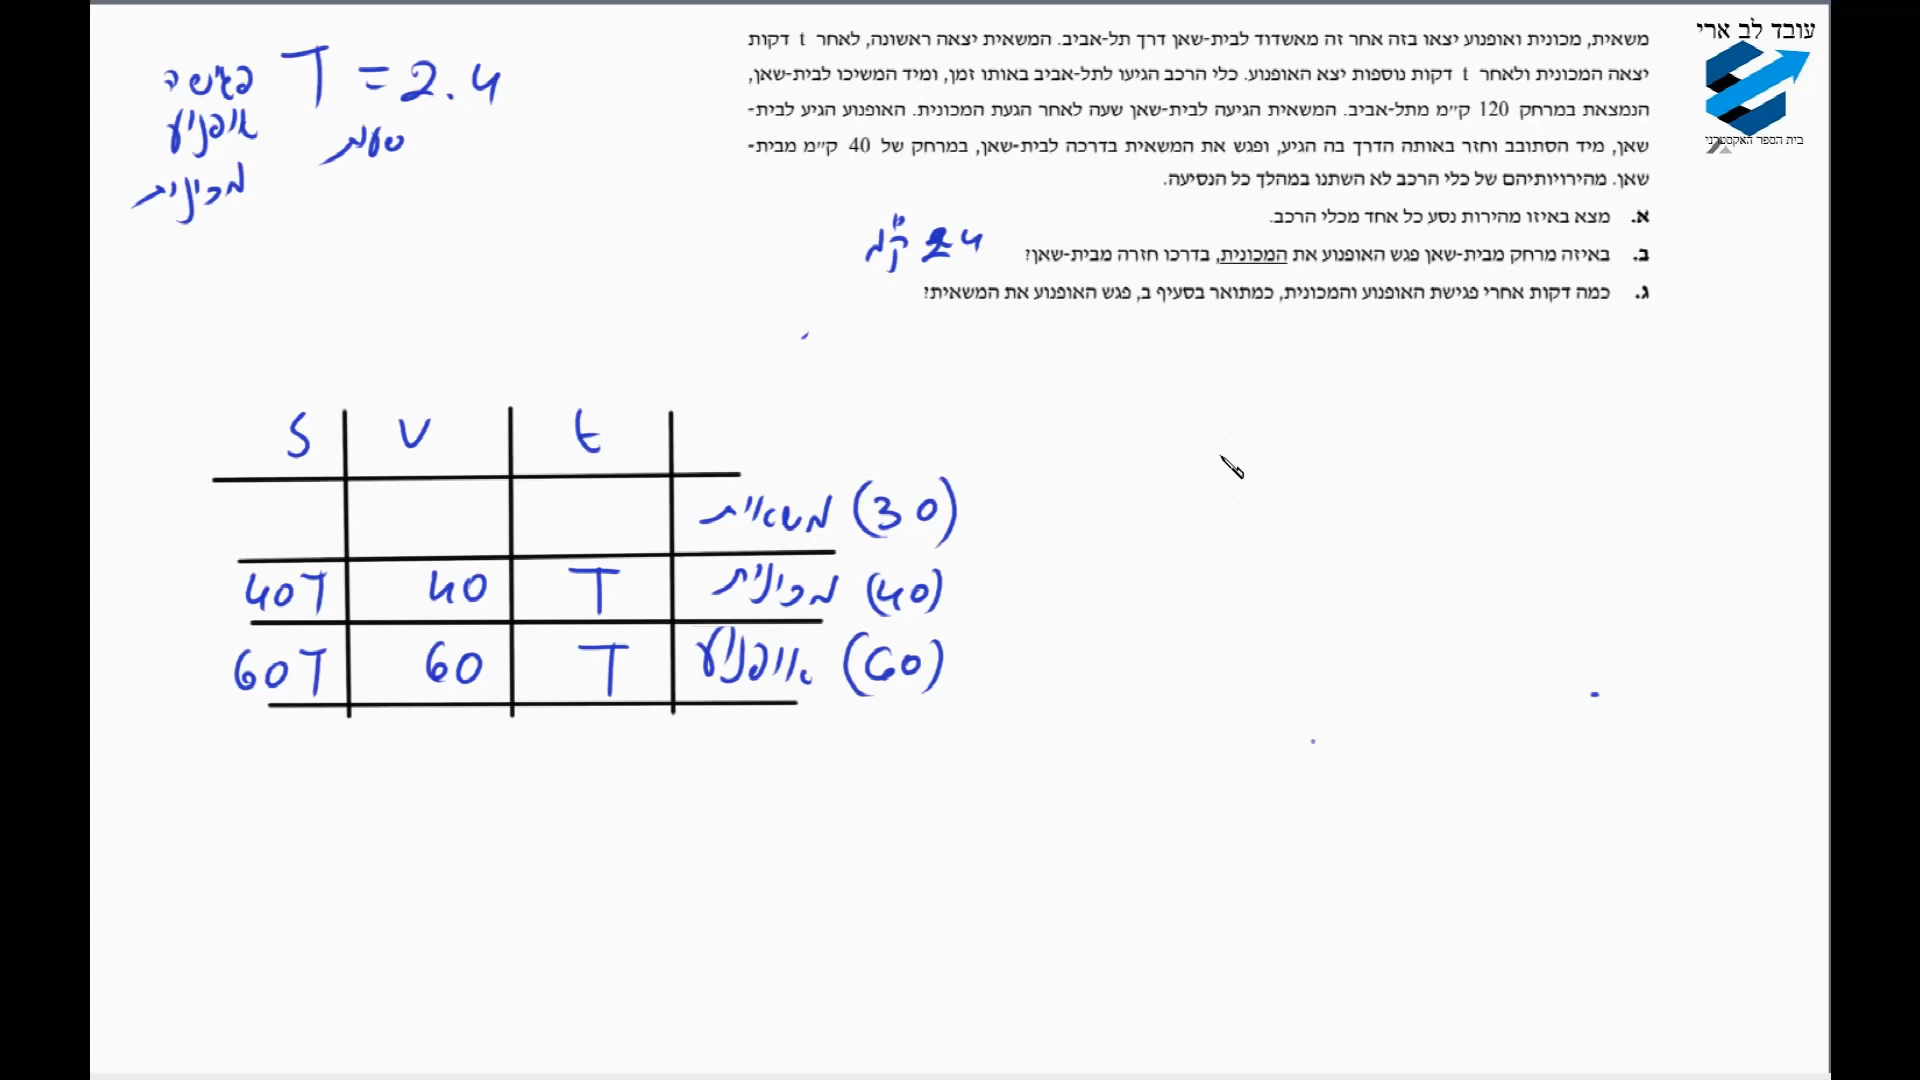 עובד לב ארי
בית הספר האקסטרני
משאית, מכונית ואופנוע יצאו בזה אחר זה מאשדוד לבית-שאן דרך תל-אביב. המשאית יצאה ראשונה, לאחר t דקות
יצאה המכונית ולאחר t דקות נוספות יצא האופנוע. כלי הרכב הגיעו לתל-אביב באותו זמן, ומיד המשיכו לבית-שאן,
הנמצאת במרחק 120 ק״מ מתל-אביב. המשאית הגיעה לבית-שאן שעה לאחר הגעת המכונית. האופנוע הגיע לבית-
שאן, מיד הסתובב וחזר באותה הדרך בה הגיע, ופגש את המשאית בדרכה לבית-שאן, במרחק של 40 ק״מ מבית-
שאן. מהירויותיהם של כלי הרכב לא השתנו במהלך כל הנסיעה.
א. מצא באיזו מהירות נסע כל אחד מכלי הרכב.
ב. באיזה מרחק מבית-שאן פגש האופנוע את המכונית, בדרכו חזרה מבית-שאן?
24 ק"מ
ג. כמה דקות אחרי פגישת האופנוע והמכונית, כמתואר בסעיף ב, פגש האופנוע את המשאית?
T = 2.4
שעות
פגישה
אופנוע
מכונית
S V t
משאית (30)
40T 40 T מכונית (40)
60T 60 T אופנוע (60)